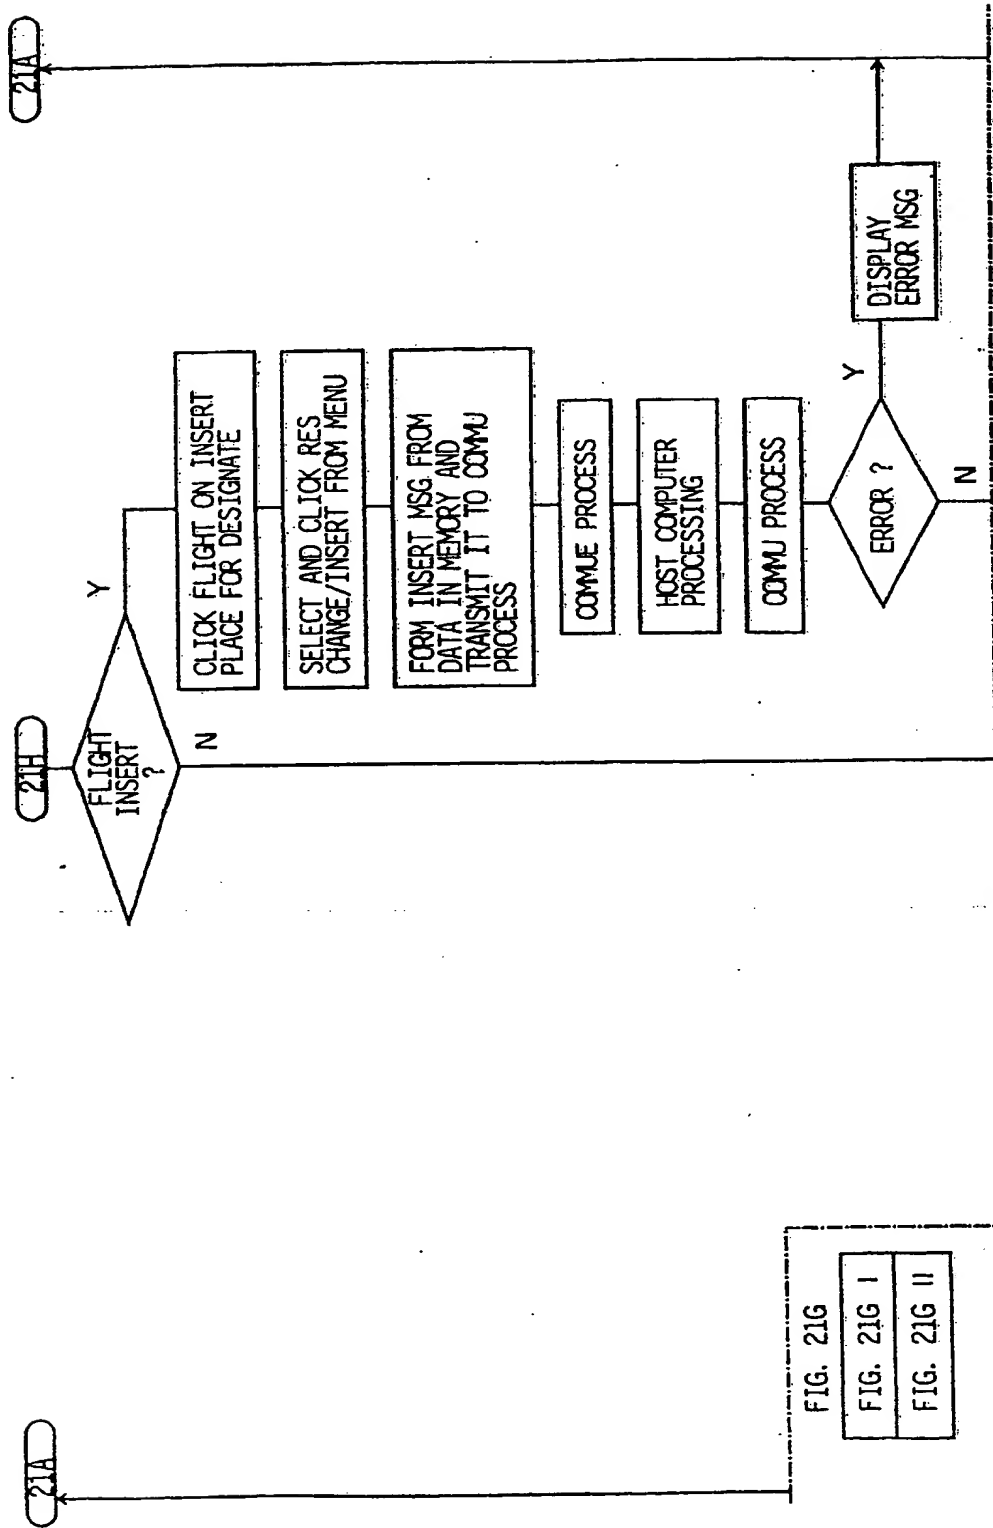 21A
21H
21A
FLIGHT
INSERT
?
Y
N
CLICK FLIGHT ON INSERT
PLACE FOR DESIGNATE
SELECT AND CLICK RES
CHANGE/INSERT FROM MENU
FORM INSERT MSG FROM
DATA IN MEMORY AND
TRANSMIT IT TO COMMU
PROCESS
COMMUE PROCESS
HOST COMPUTER
PROCESSING
COMMU PROCESS
ERROR ?
Y
N
DISPLAY
ERROR MSG
FIG. 21G
FIG. 21G I
FIG. 21G II